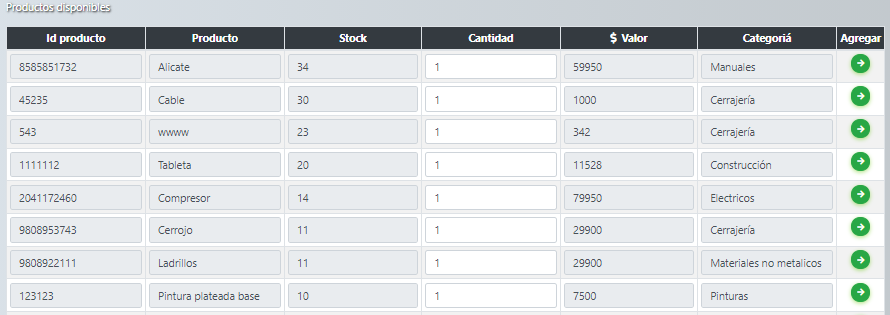 Productos disponibles
Id producto Producto Stock Cantidad $ Valor Categoriá Agregar
8585851732 Alicate 34 1 59950 Manuales
45235 Cable 30 1 1000 Cerrajería
543 wwww 23 1 342 Cerrajería
1111112 Tableta 20 1 11528 Construcción
2041172460 Compresor 14 1 79950 Electricos
9808953743 Cerrojo 11 1 29900 Cerrajería
9808922111 Ladrillos 11 1 29900 Materiales no metalicos
123123 Pintura plateada base 10 1 7500 Pinturas